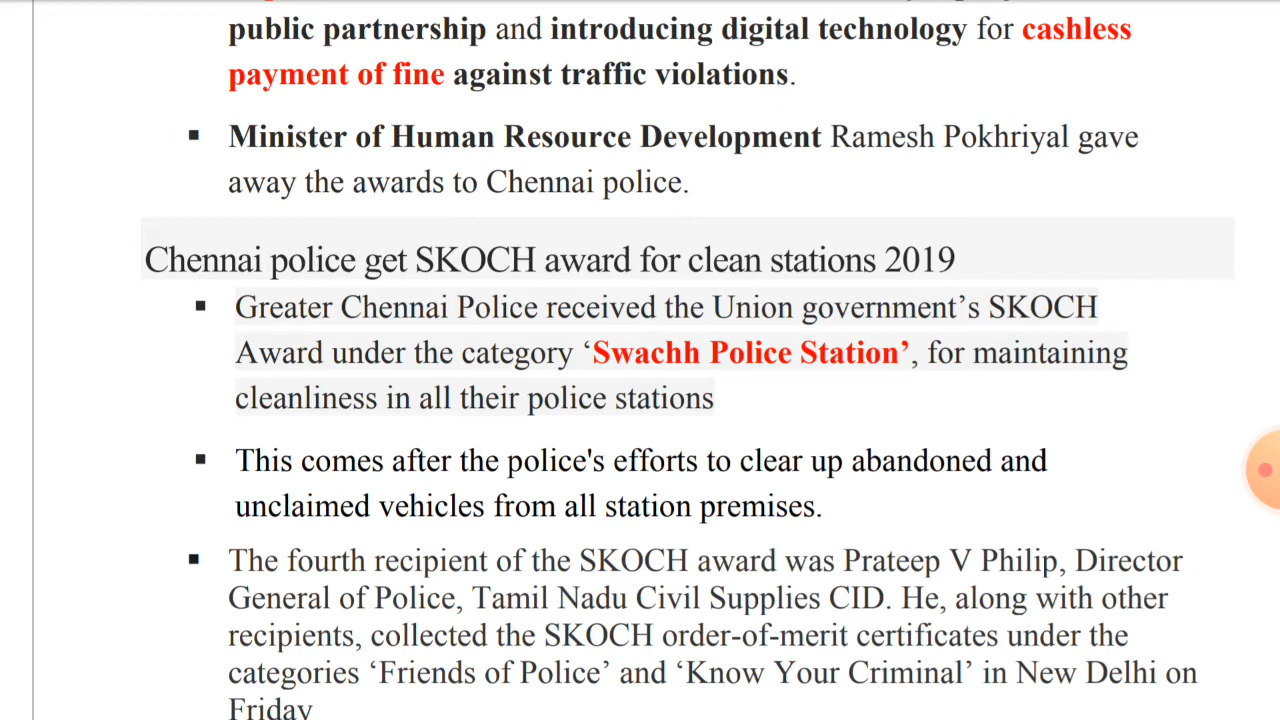 public partnership and introducing digital technology for cashless
payment of fine against traffic violations.
▪ Minister of Human Resource Development Ramesh Pokhriyal gave
away the awards to Chennai police.
Chennai police get SKOCH award for clean stations 2019
▪ Greater Chennai Police received the Union government’s SKOCH
Award under the category ‘Swachh Police Station’, for maintaining
cleanliness in all their police stations
▪ This comes after the police's efforts to clear up abandoned and
unclaimed vehicles from all station premises.
▪ The fourth recipient of the SKOCH award was Prateep V Philip, Director
General of Police, Tamil Nadu Civil Supplies CID. He, along with other
recipients, collected the SKOCH order-of-merit certificates under the
categories ‘Friends of Police’ and ‘Know Your Criminal’ in New Delhi on
Friday